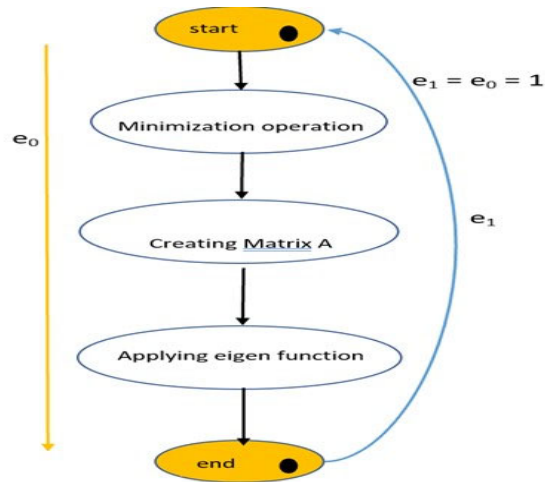 start
e₁ = e₀ = 1
Minimization operation
e₀
e₁
Creating Matrix A
Applying eigen function
end